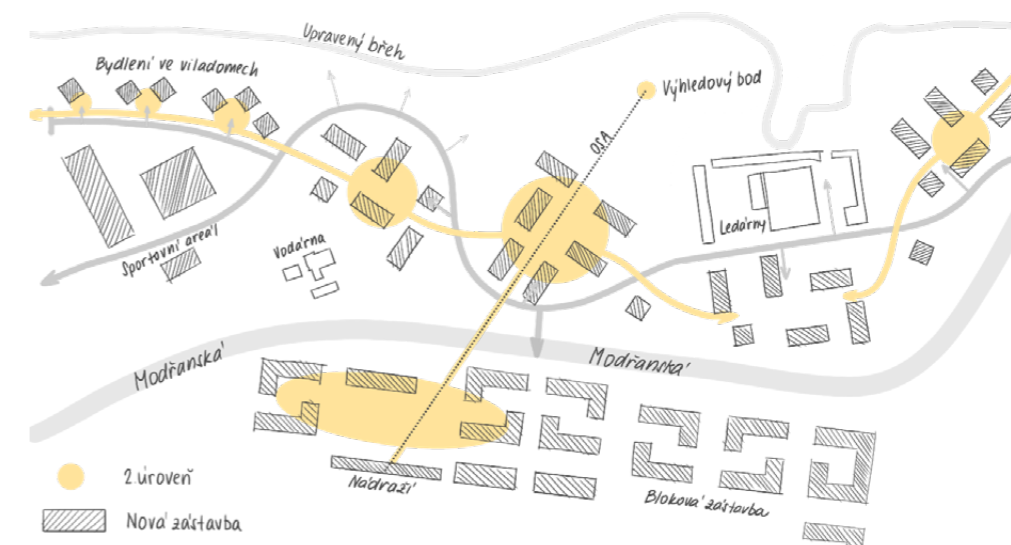 Upravený břeh
Bydlení ve viladomech
Výhledový bod
OSA
Ledárny
Sportovní areál
Vodárna
Modřanská
Modřanská
Nádraží
Bloková zástavba
2.úroveň
Nová zástavba